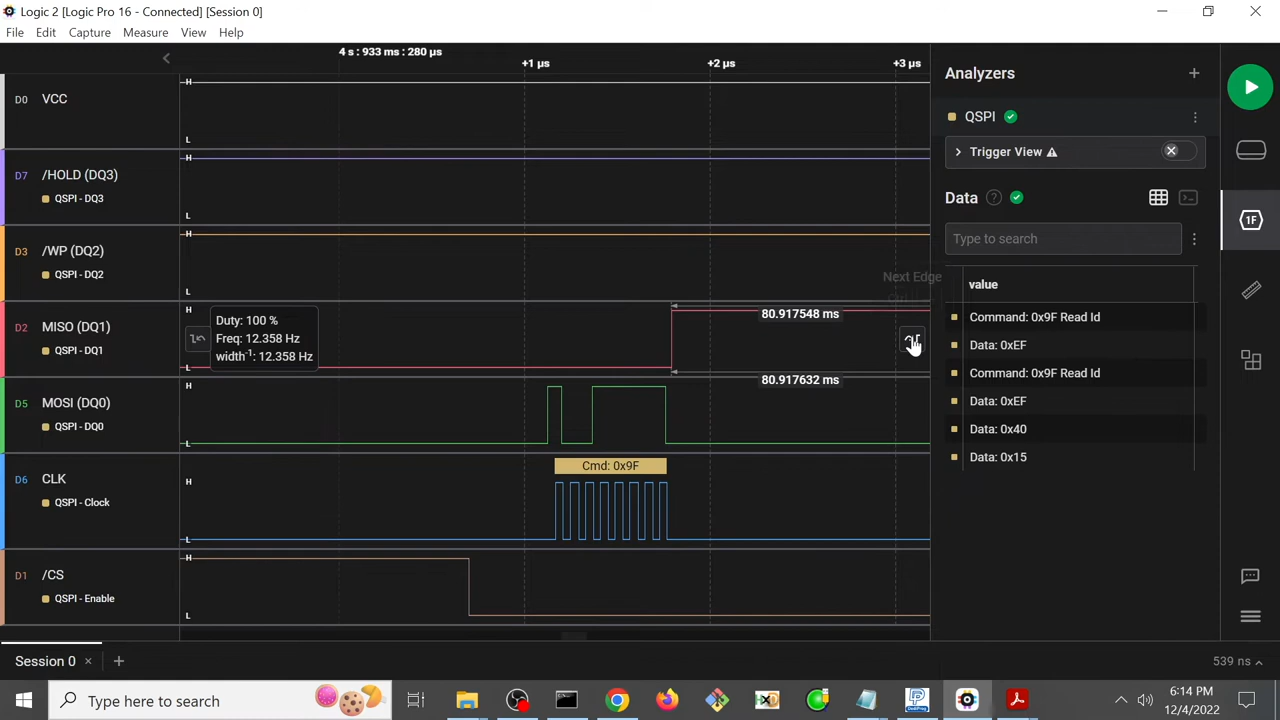 Logic 2 [Logic Pro 16 - Connected] [Session 0]
File Edit Capture Measure View Help
4 s : 933 ms : 280 µs
+1 µs +2 µs +3 µs
D0 VCC
H
L
D7 /HOLD (DQ3)
QSPI - DQ3
H
L
D3 /WP (DQ2)
QSPI - DQ2
H
L
D2 MISO (DQ1)
QSPI - DQ1
H
L
Duty: 100 %
Freq: 12.358 Hz
width-1: 12.358 Hz
80.917548 ms
80.917632 ms
Next Edge
D5 MOSI (DQ0)
QSPI - DQ0
H
L
D6 CLK
QSPI - Clock
H
L
Cmd: 0x9F
D1 /CS
QSPI - Enable
H
L
Analyzers
QSPI
Trigger View
Data
Type to search
value
Command: 0x9F Read Id
Data: 0xEF
Command: 0x9F Read Id
Data: 0xEF
Data: 0x40
Data: 0x15
1F
Session 0
539 ns
Type here to search
DediProg
6:14 PM
12/4/2022